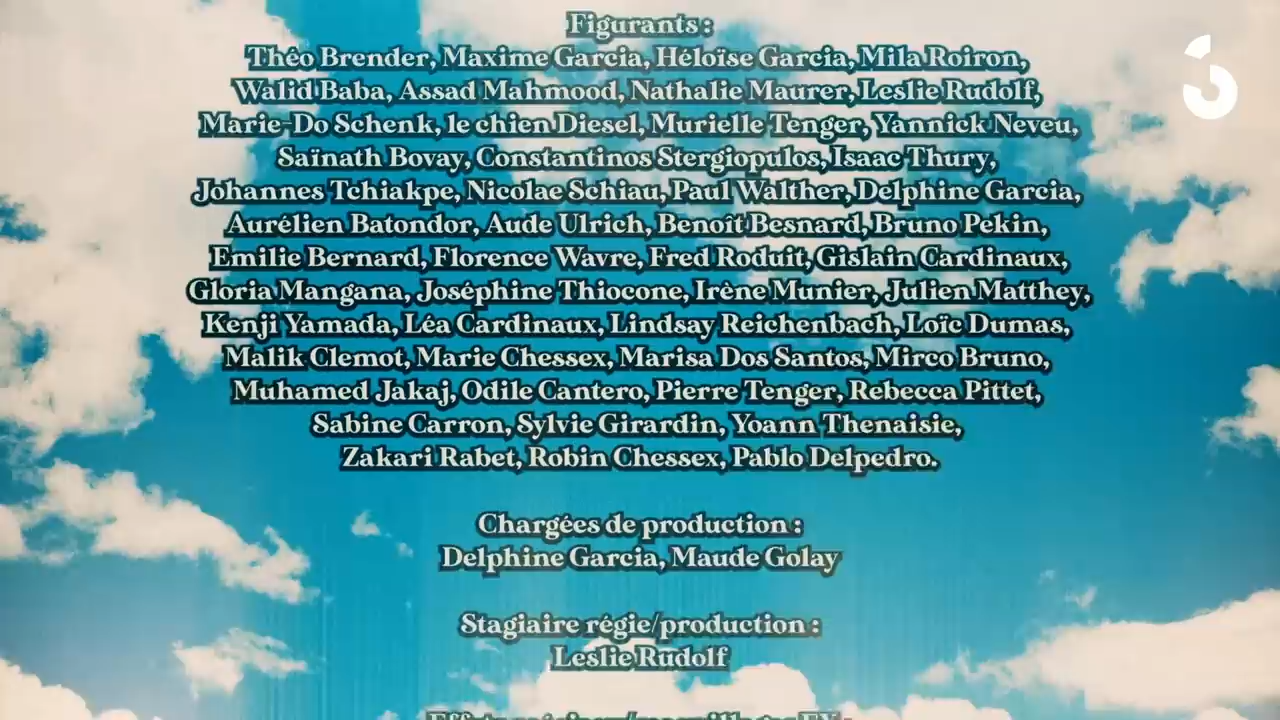 Figurants :
Théo Brender, Maxime Garcia, Héloïse Garcia, Mila Roiron,
Walid Baba, Assad Mahmood, Nathalie Maurer, Leslie Rudolf,
Marie-Do Schenk, le chien Diesel, Murielle Tenger, Yannick Neveu,
Saïnath Bovay, Constantinos Stergiopulos, Isaac Thury,
Johannes Tchiakpe, Nicolae Schiau, Paul Walther, Delphine Garcia,
Aurélien Batondor, Aude Ulrich, Benoît Besnard, Bruno Pekin,
Emilie Bernard, Florence Wavre, Fred Roduit, Gislain Cardinaux,
Gloria Mangana, Joséphine Thiocone, Irène Munier, Julien Matthey,
Kenji Yamada, Léa Cardinaux, Lindsay Reichenbach, Loïc Dumas,
Malik Clemot, Marie Chessex, Marisa Dos Santos, Mirco Bruno,
Muhamed Jakaj, Odile Cantero, Pierre Tenger, Rebecca Pittet,
Sabine Carron, Sylvie Girardin, Yoann Thenaisie,
Zakari Rabet, Robin Chessex, Pablo Delpedro.
Chargées de production :
Delphine Garcia, Maude Golay
Stagiaire régie/production :
Leslie Rudolf